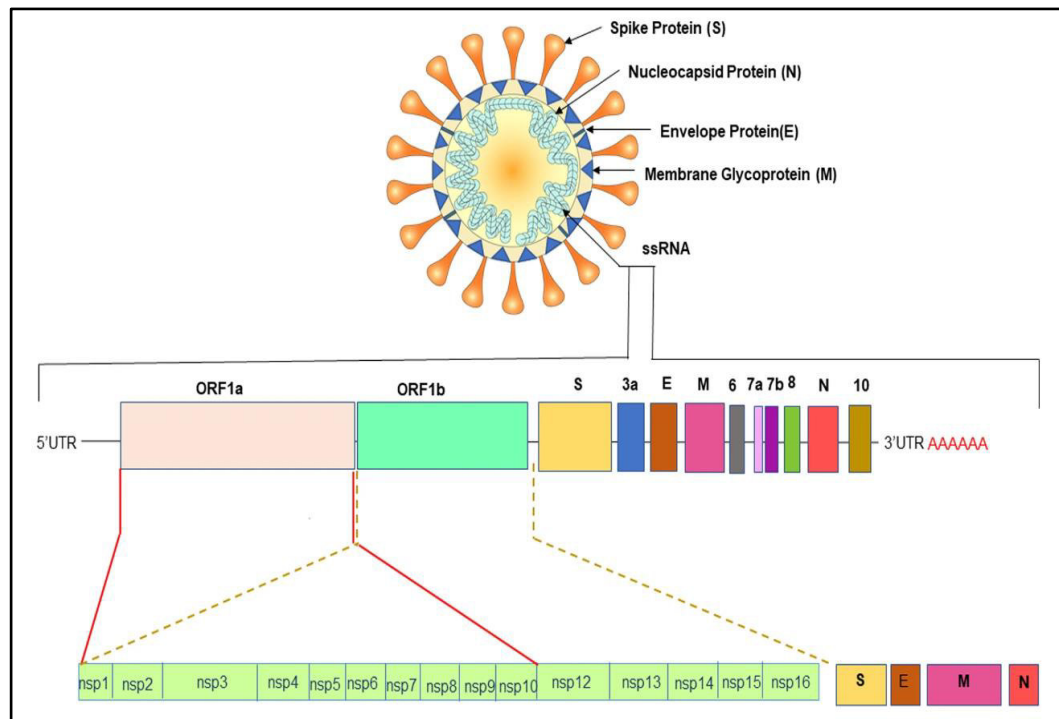 Spike Protein (S)
Nucleocapsid Protein (N)
Envelope Protein(E)
Membrane Glycoprotein (M)
ssRNA
ORF1a ORF1b S 3a E M 6 7a 7b 8 N 10
5'UTR 3'UTR AAAAAA
nsp1 nsp2 nsp3 nsp4 nsp5 nsp6 nsp7 nsp8 nsp9 nsp10 nsp12 nsp13 nsp14 nsp15 nsp16 S E M N